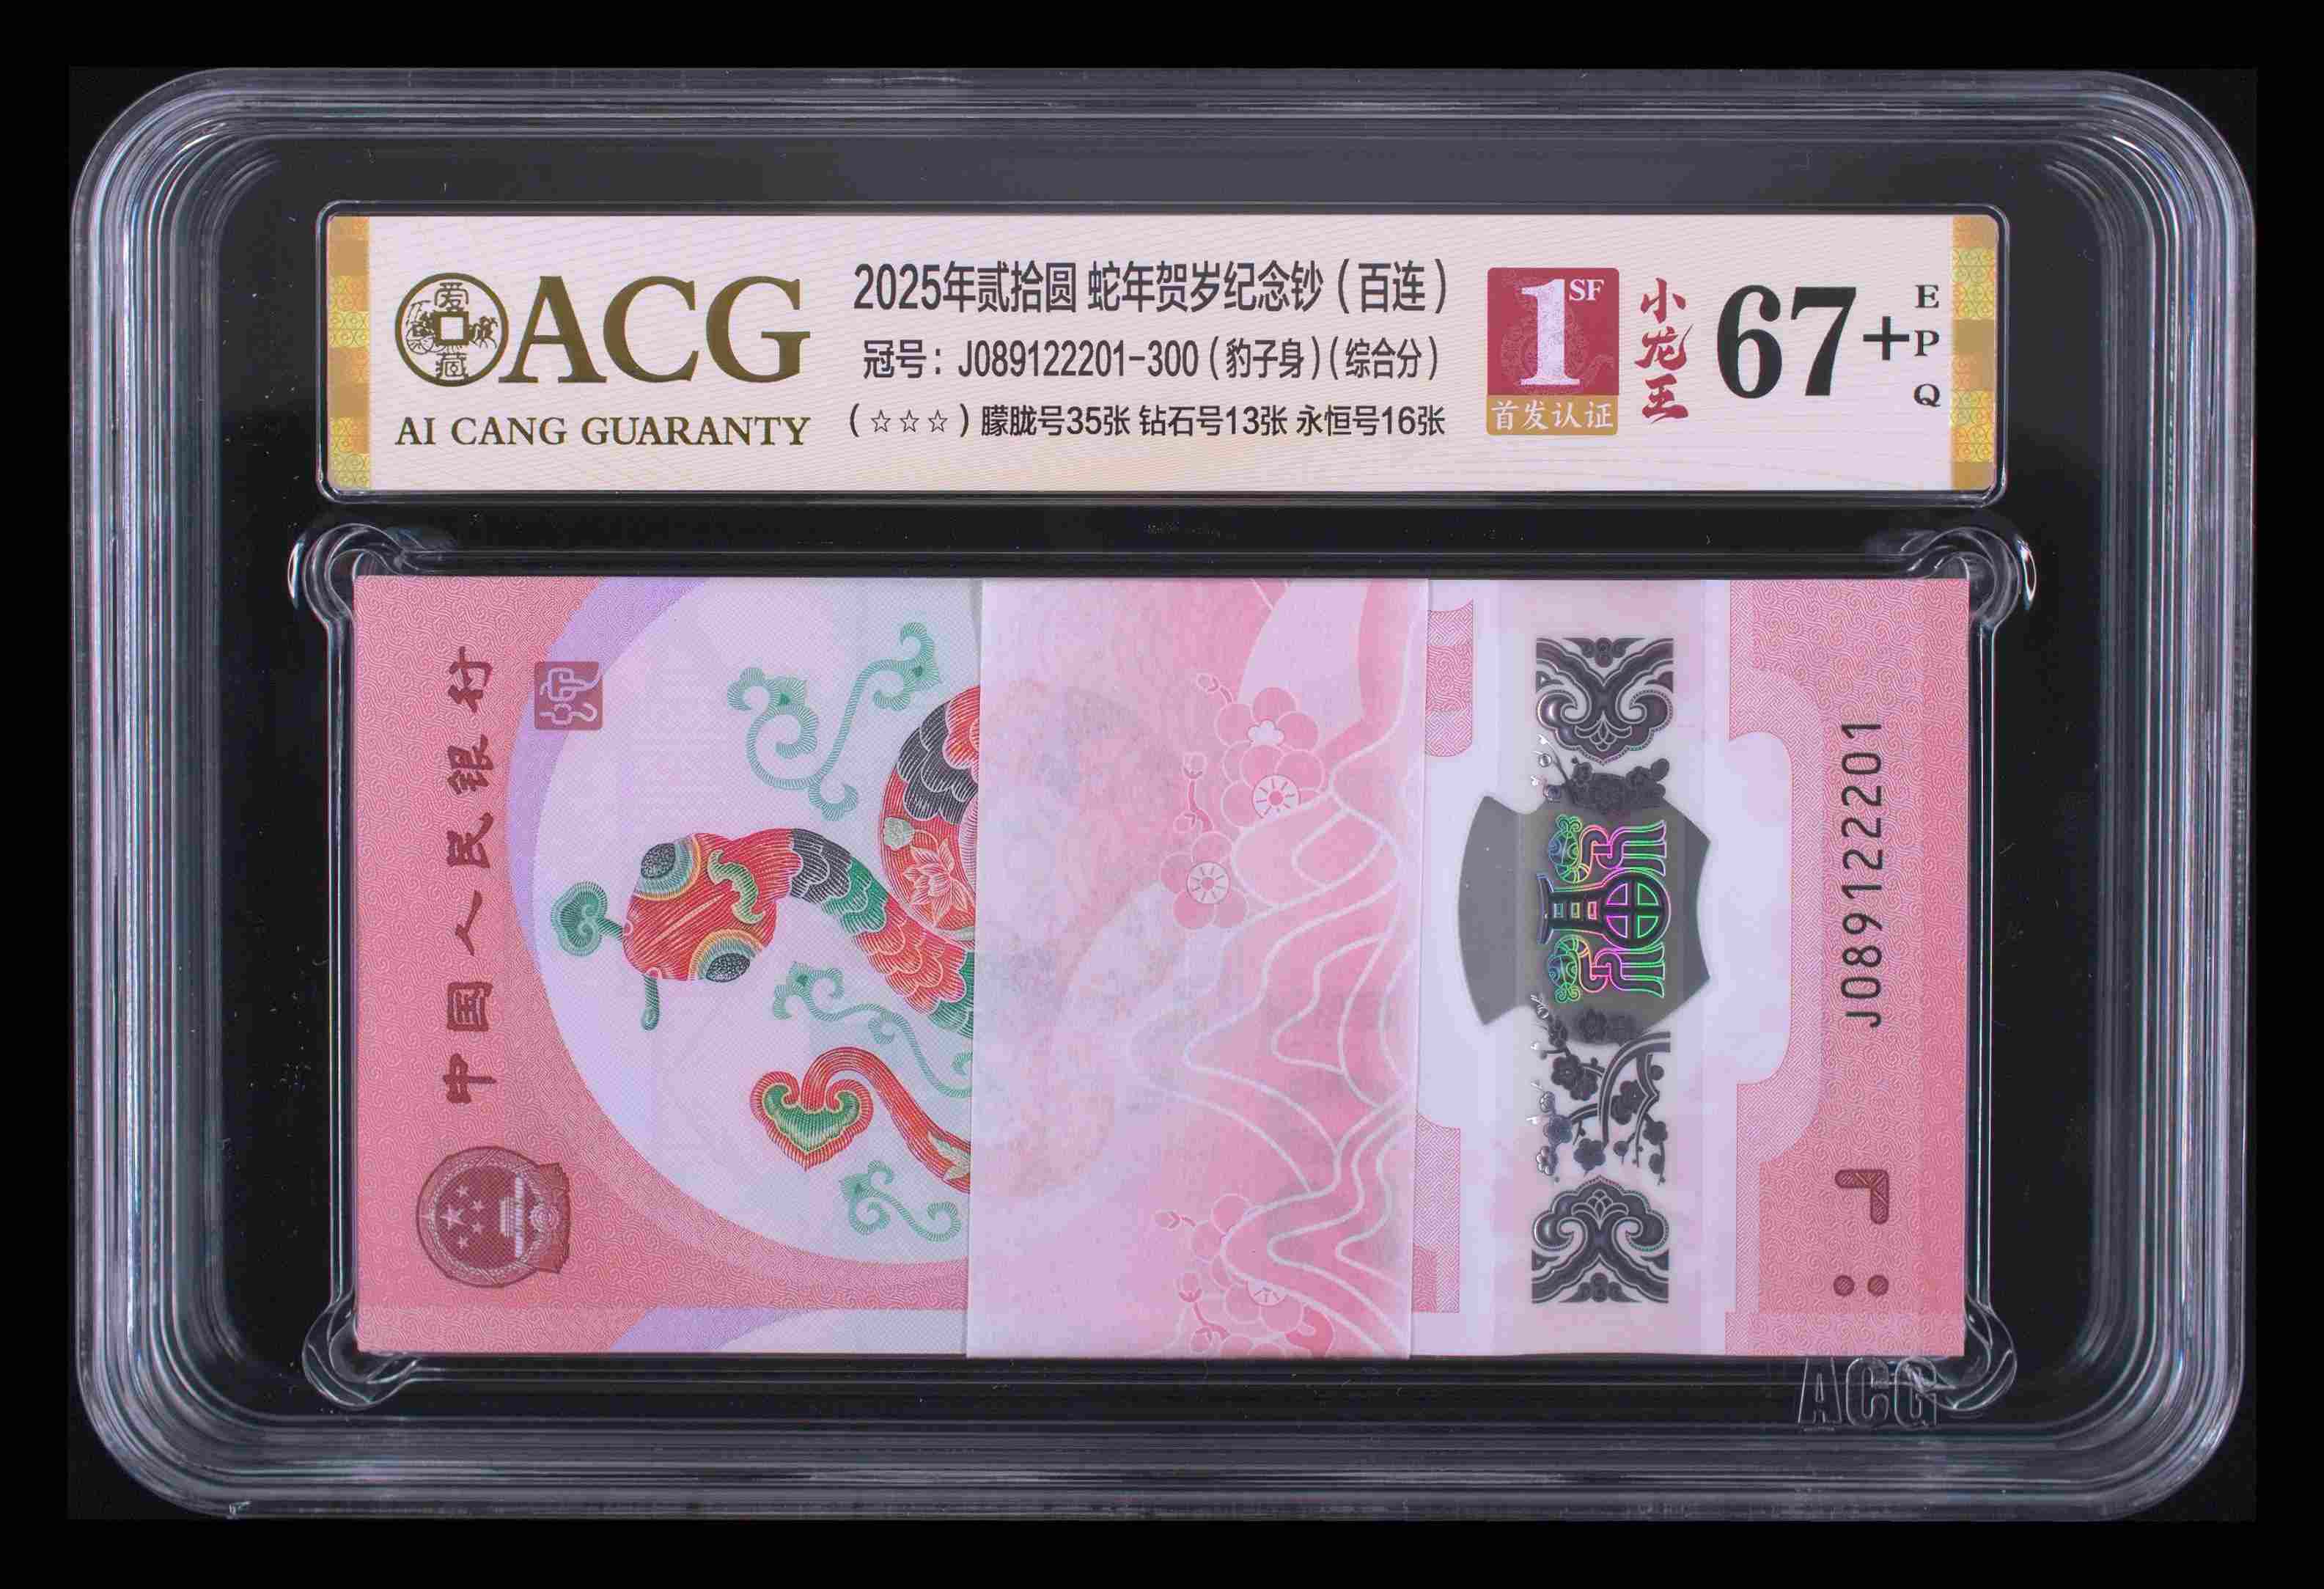 ACG
AI CANG GUARANTY
2025年贰拾圆 蛇年贺岁纪念钞(百连)
冠号:J089122201-300(豹子身)(综合分)
(☆☆☆)朦胧号35张 钻石号13张 永恒号16张
1 SF
首发认证
小龙王
67+
EPQ
中国人民银行
J089122201
ACG